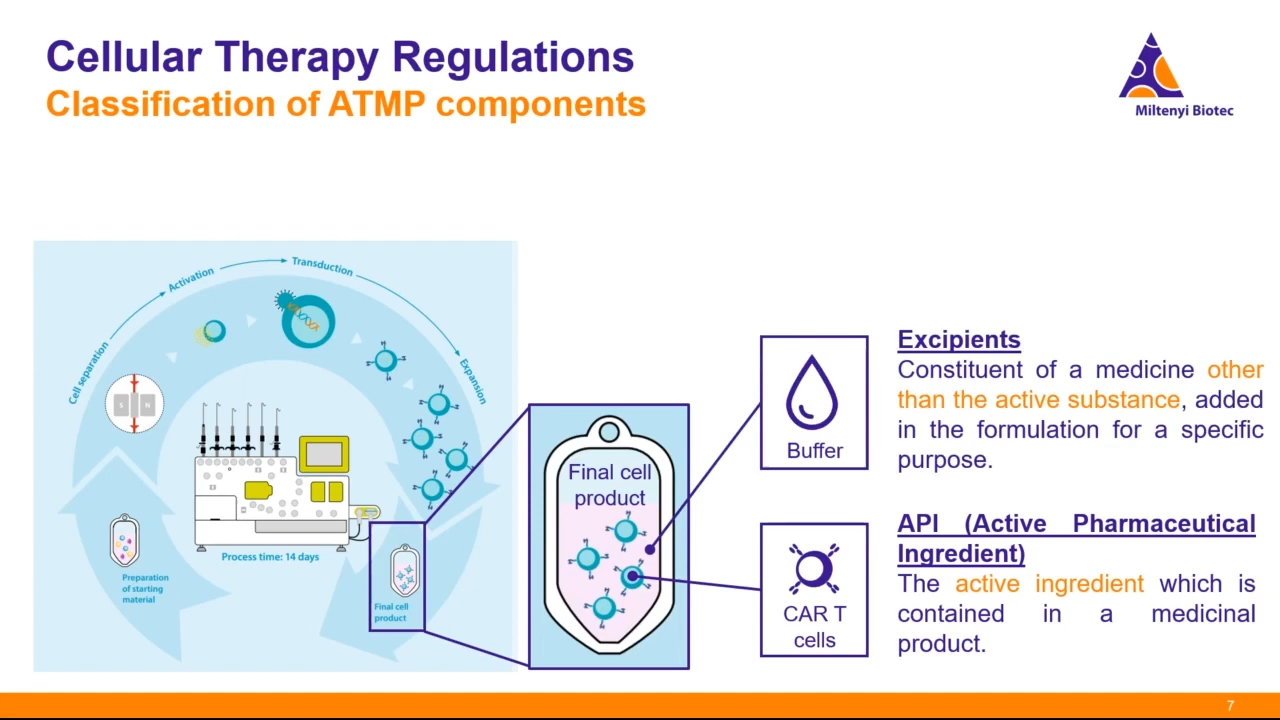 Cellular Therapy Regulations
Classification of ATMP components
Miltenyi Biotec
Cell separation
Activation
Transduction
Expansion
S N
Process time: 14 days
Preparation
of starting
material
Final cell
product
Final cell
product
Buffer
Excipients
Constituent of a medicine other
than the active substance, added
in the formulation for a specific
purpose.
CAR T
cells
API (Active Pharmaceutical
Ingredient)
The active ingredient which is
contained in a medicinal
product.
7